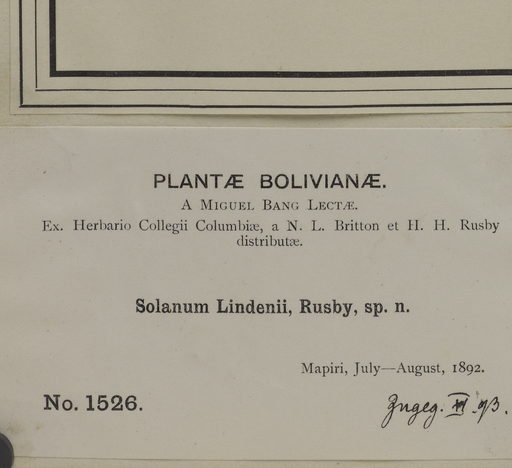 PLANTÆ BOLIVIANÆ.
A MIGUEL BANG LECTÆ.
Ex. Herbario Collegii Columbiæ, a N. L. Britton et H. H. Rusby
distributæ.
Solanum Lindenii, Rusby, sp. n.
Mapiri, July—August, 1892.
No. 1526.
Zngeg.